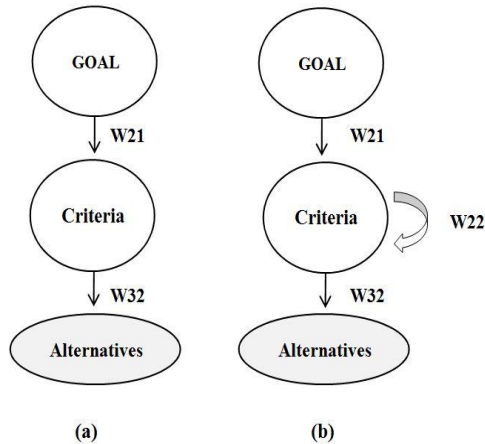 GOAL
W21
Criteria
W32
Alternatives
(a)
GOAL
W21
Criteria
W22
W32
Alternatives
(b)